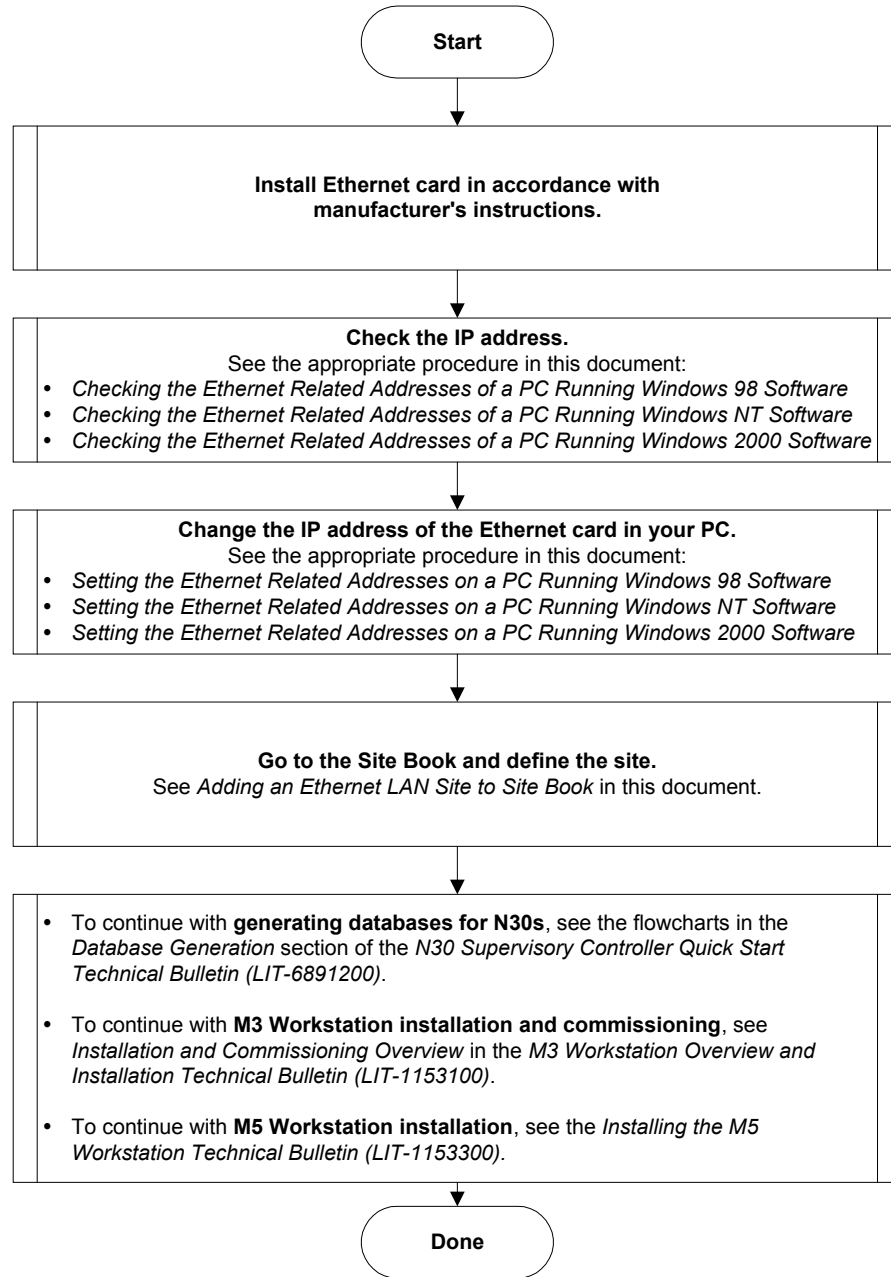 Start
Install Ethernet card in accordance with
manufacturer's instructions.
Check the IP address.
See the appropriate procedure in this document:
• Checking the Ethernet Related Addresses of a PC Running Windows 98 Software
• Checking the Ethernet Related Addresses of a PC Running Windows NT Software
• Checking the Ethernet Related Addresses of a PC Running Windows 2000 Software
Change the IP address of the Ethernet card in your PC.
See the appropriate procedure in this document:
• Setting the Ethernet Related Addresses on a PC Running Windows 98 Software
• Setting the Ethernet Related Addresses on a PC Running Windows NT Software
• Setting the Ethernet Related Addresses on a PC Running Windows 2000 Software
Go to the Site Book and define the site.
See Adding an Ethernet LAN Site to Site Book in this document.
• To continue with generating databases for N30s, see the flowcharts in the
Database Generation section of the N30 Supervisory Controller Quick Start
Technical Bulletin (LIT-6891200).
• To continue with M3 Workstation installation and commissioning, see
Installation and Commissioning Overview in the M3 Workstation Overview and
Installation Technical Bulletin (LIT-1153100).
• To continue with M5 Workstation installation, see the Installing the M5
Workstation Technical Bulletin (LIT-1153300).
Done